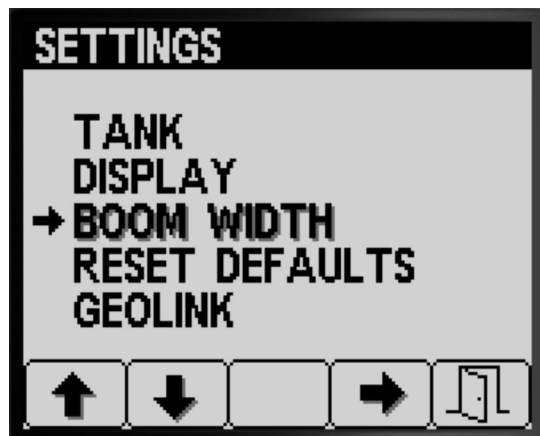 SETTINGS
TANK
DISPLAY
BOOM WIDTH
RESET DEFAULTS
GEOLINK